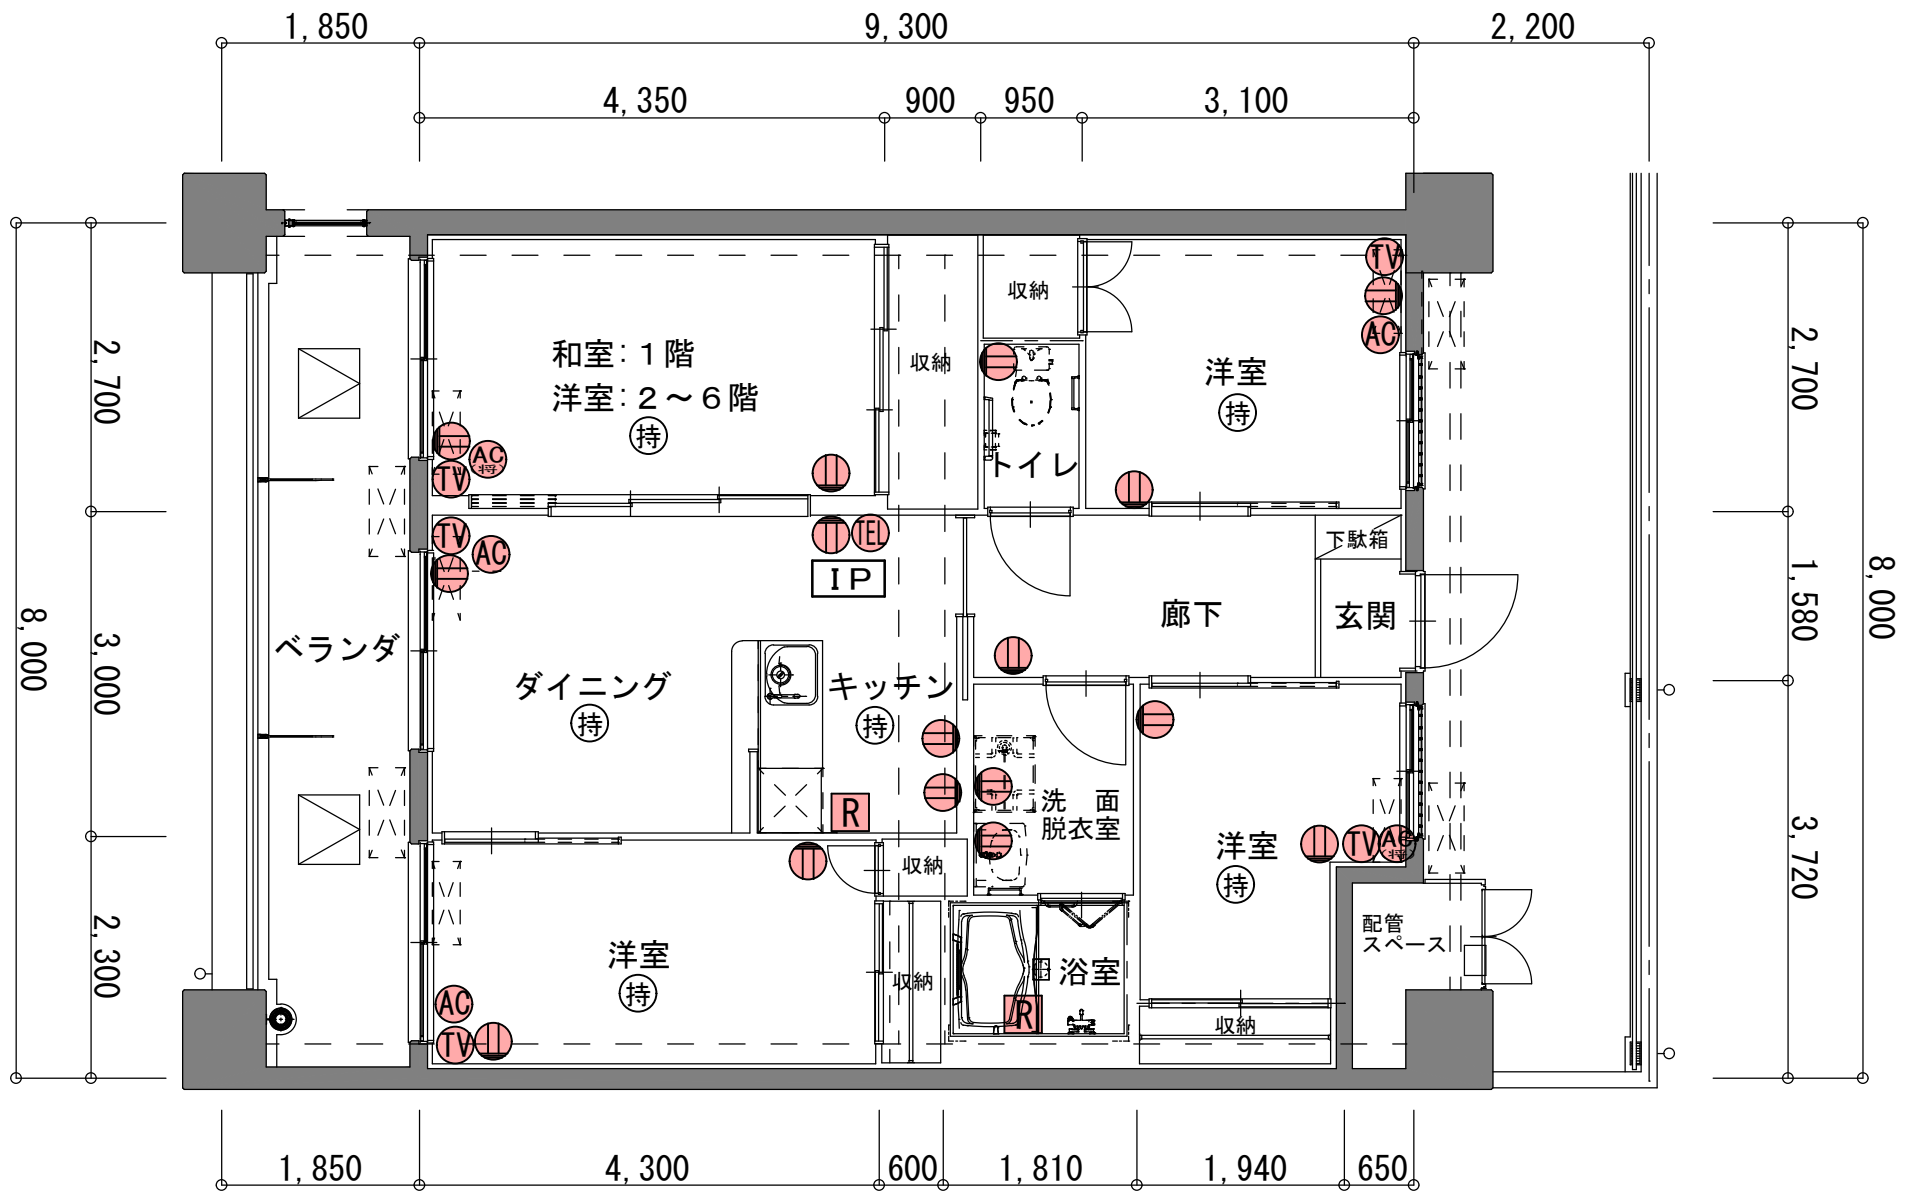 1,850
9,300
2,200
4,350
900
950
3,100
2,700
3,000
2,300
8,000
2,700
1,580
3,720
8,000
和室:１階
洋室:２～６階
持
収納
収納
トイレ
洋室
持
TV
AC
AC
(将)
TV
TV
AC
TEL
IP
下駄箱
廊下
玄関
ベランダ
ダイニング
持
キッチン
持
R
洗　面
脱衣室
洋室
持
TV
AC
(将)
収納
洋室
持
収納
浴室
R
AC
TV
収納
配管
スペース
1,850
4,300
600
1,810
1,940
650